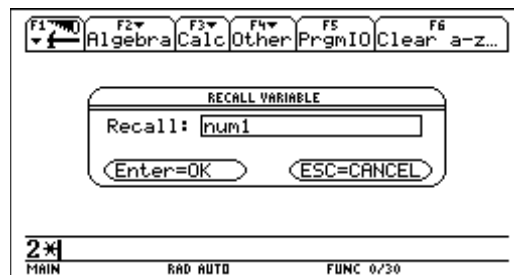 F1 F2 Algebra F3 Calc F4 Other F5 PrgmIO F6 Clear a-z…
RECALL VARIABLE
Recall: num1
Enter=OK ESC=CANCEL
2*
MAIN RAD AUTO FUNC 0/30